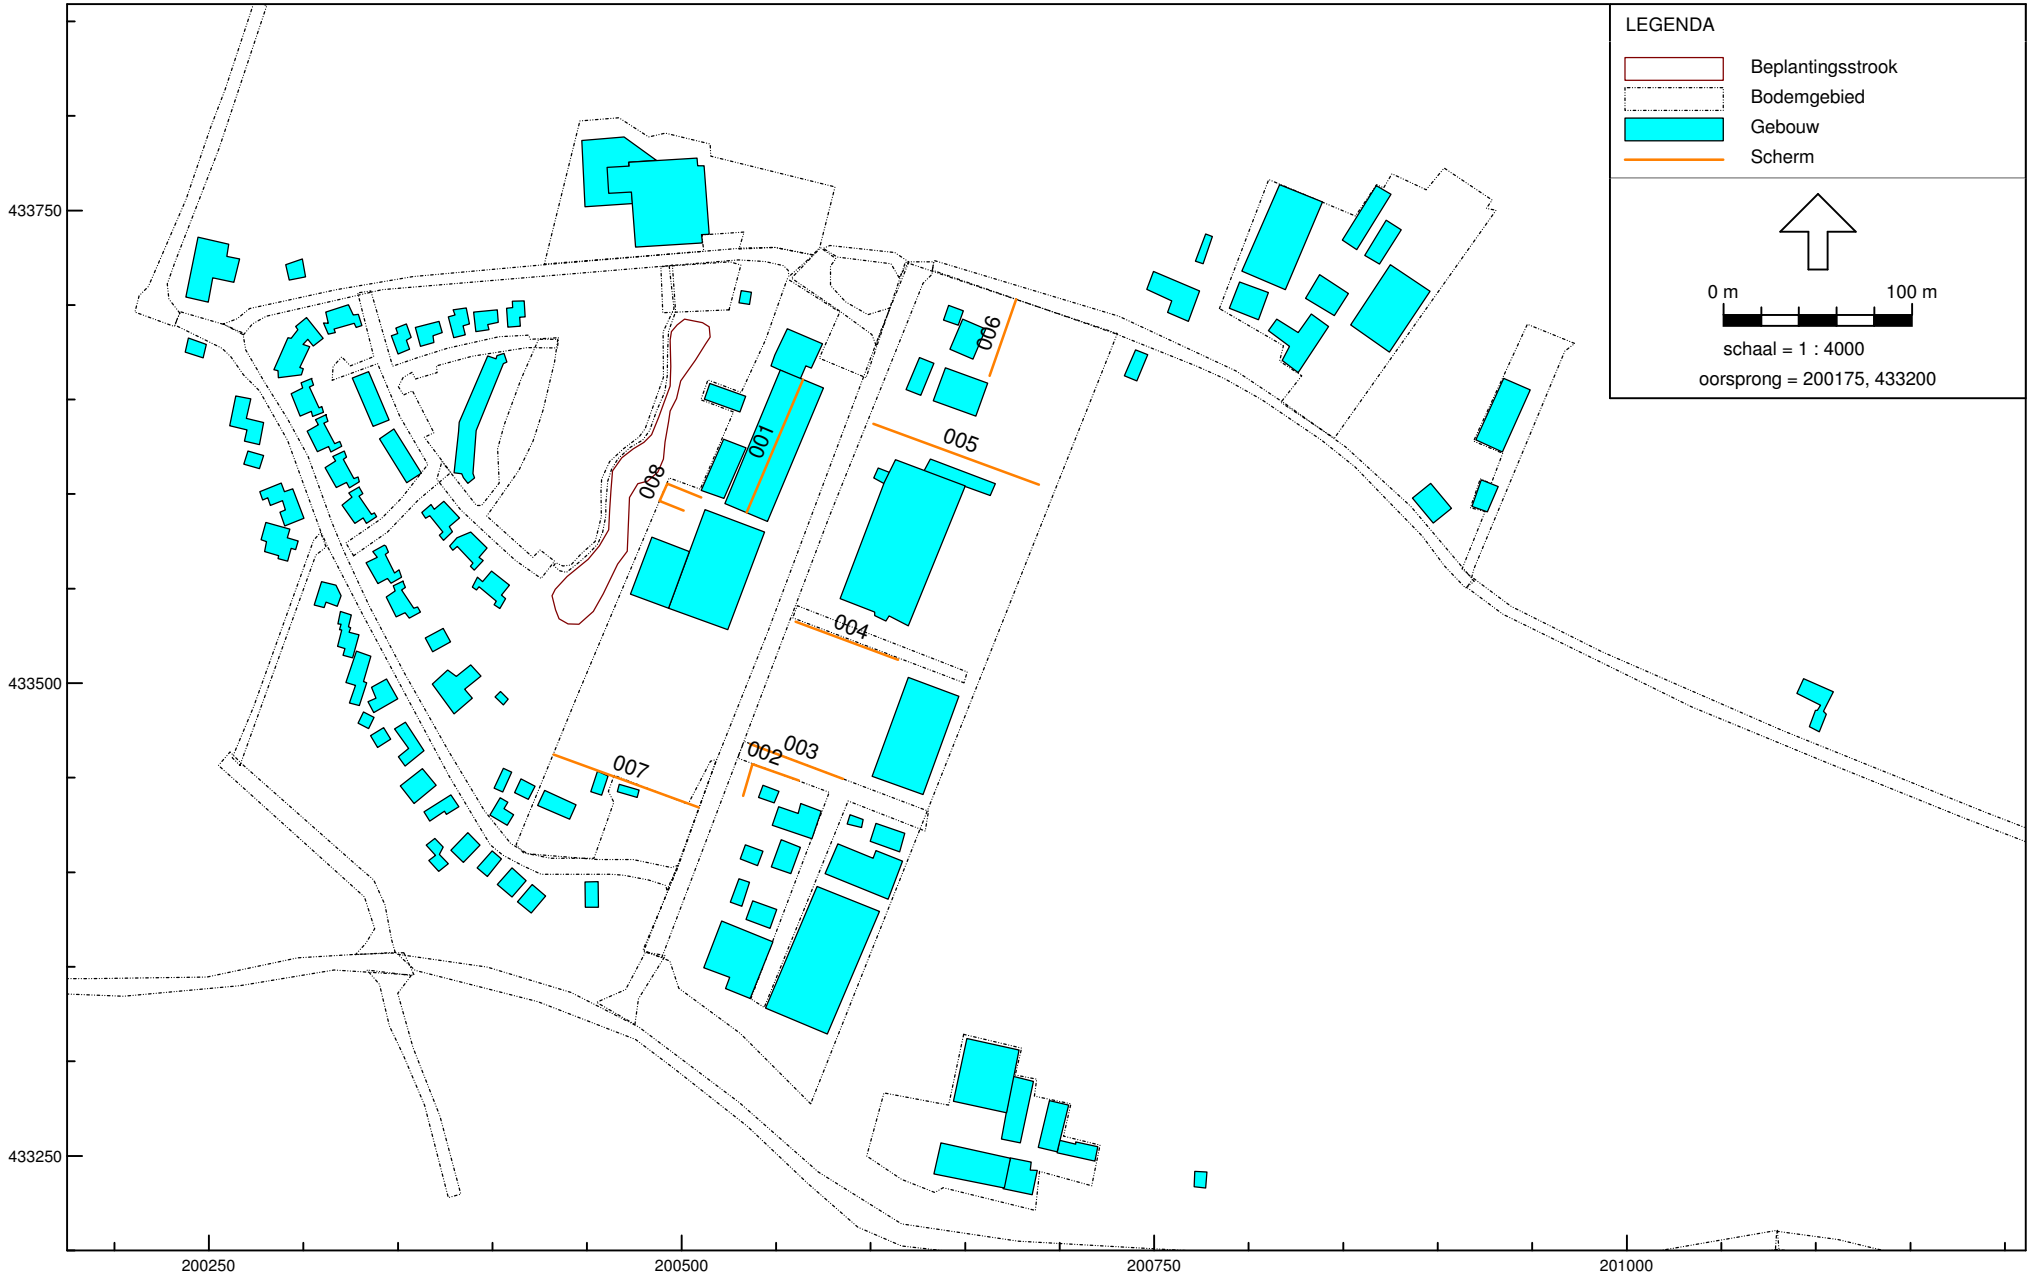 LEGENDA
Beplantingsstrook
Bodemgebied
Gebouw
Scherm
0 m 100 m
schaal = 1 : 4000
oorsprong = 200175, 433200
433750
433500
433250
200250 200500 200750 201000
006
005
001
008
004
003
002
007